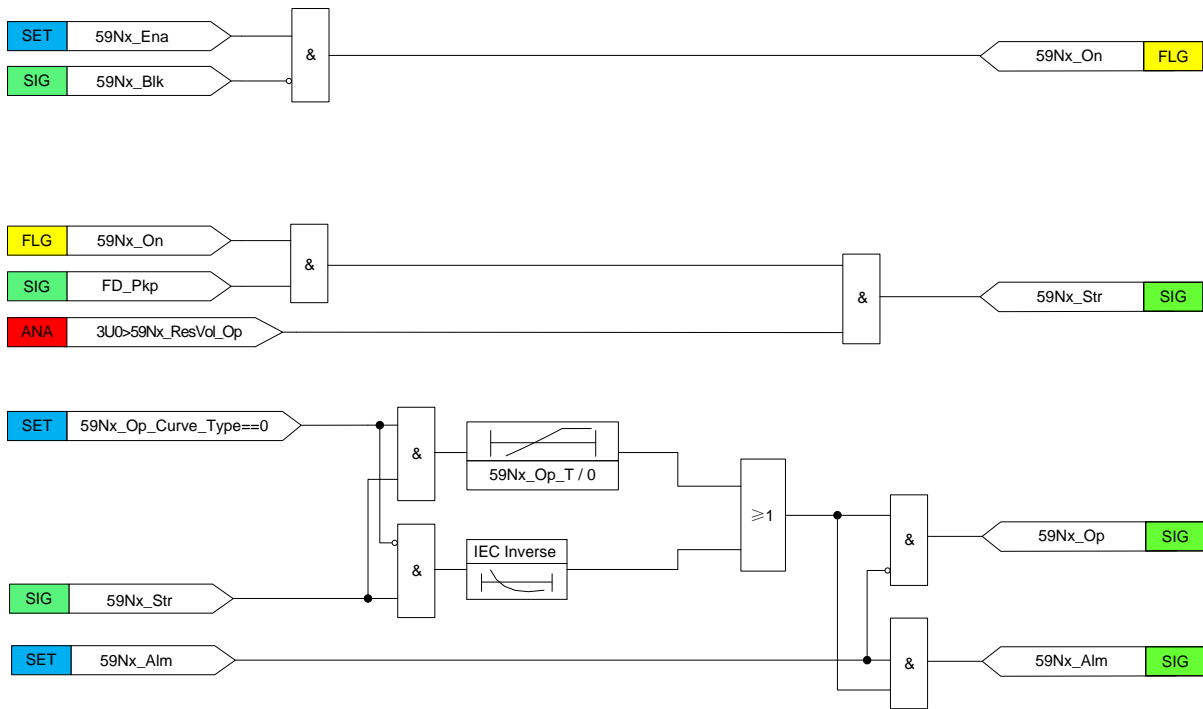 SET 59Nx_Ena
&
59Nx_On FLG
SIG 59Nx_Blk
FLG 59Nx_On
&
SIG FD_Pkp
&
59Nx_Str SIG
ANA 3U0>59Nx_ResVol_Op
SET 59Nx_Op_Curve_Type==0
&
59Nx_Op_T / 0
≥1
&
59Nx_Op SIG
IEC Inverse
&
SIG 59Nx_Str
SET 59Nx_Alm
&
59Nx_Alm SIG